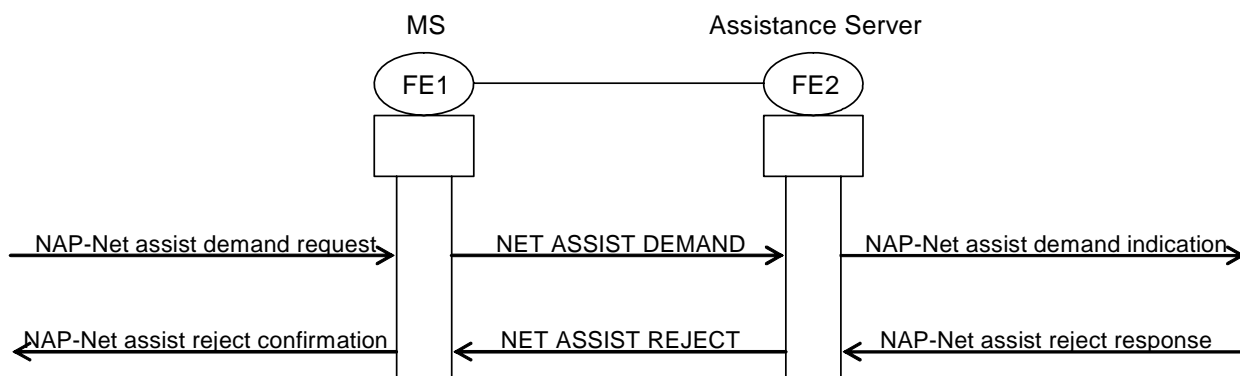 MS
Assistance Server
FE1
FE2
NAP-Net assist demand request
NET ASSIST DEMAND
NAP-Net assist demand indication
NAP-Net assist reject confirmation
NET ASSIST REJECT
NAP-Net assist reject response